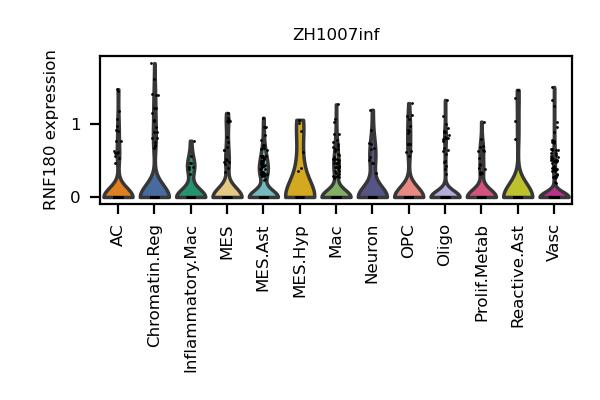 ZH1007inf
RNF180 expression
1
0
AC
Chromatin.Reg
Inflammatory.Mac
MES
MES.Ast
MES.Hyp
Mac
Neuron
OPC
Oligo
Prolif.Metab
Reactive.Ast
Vasc